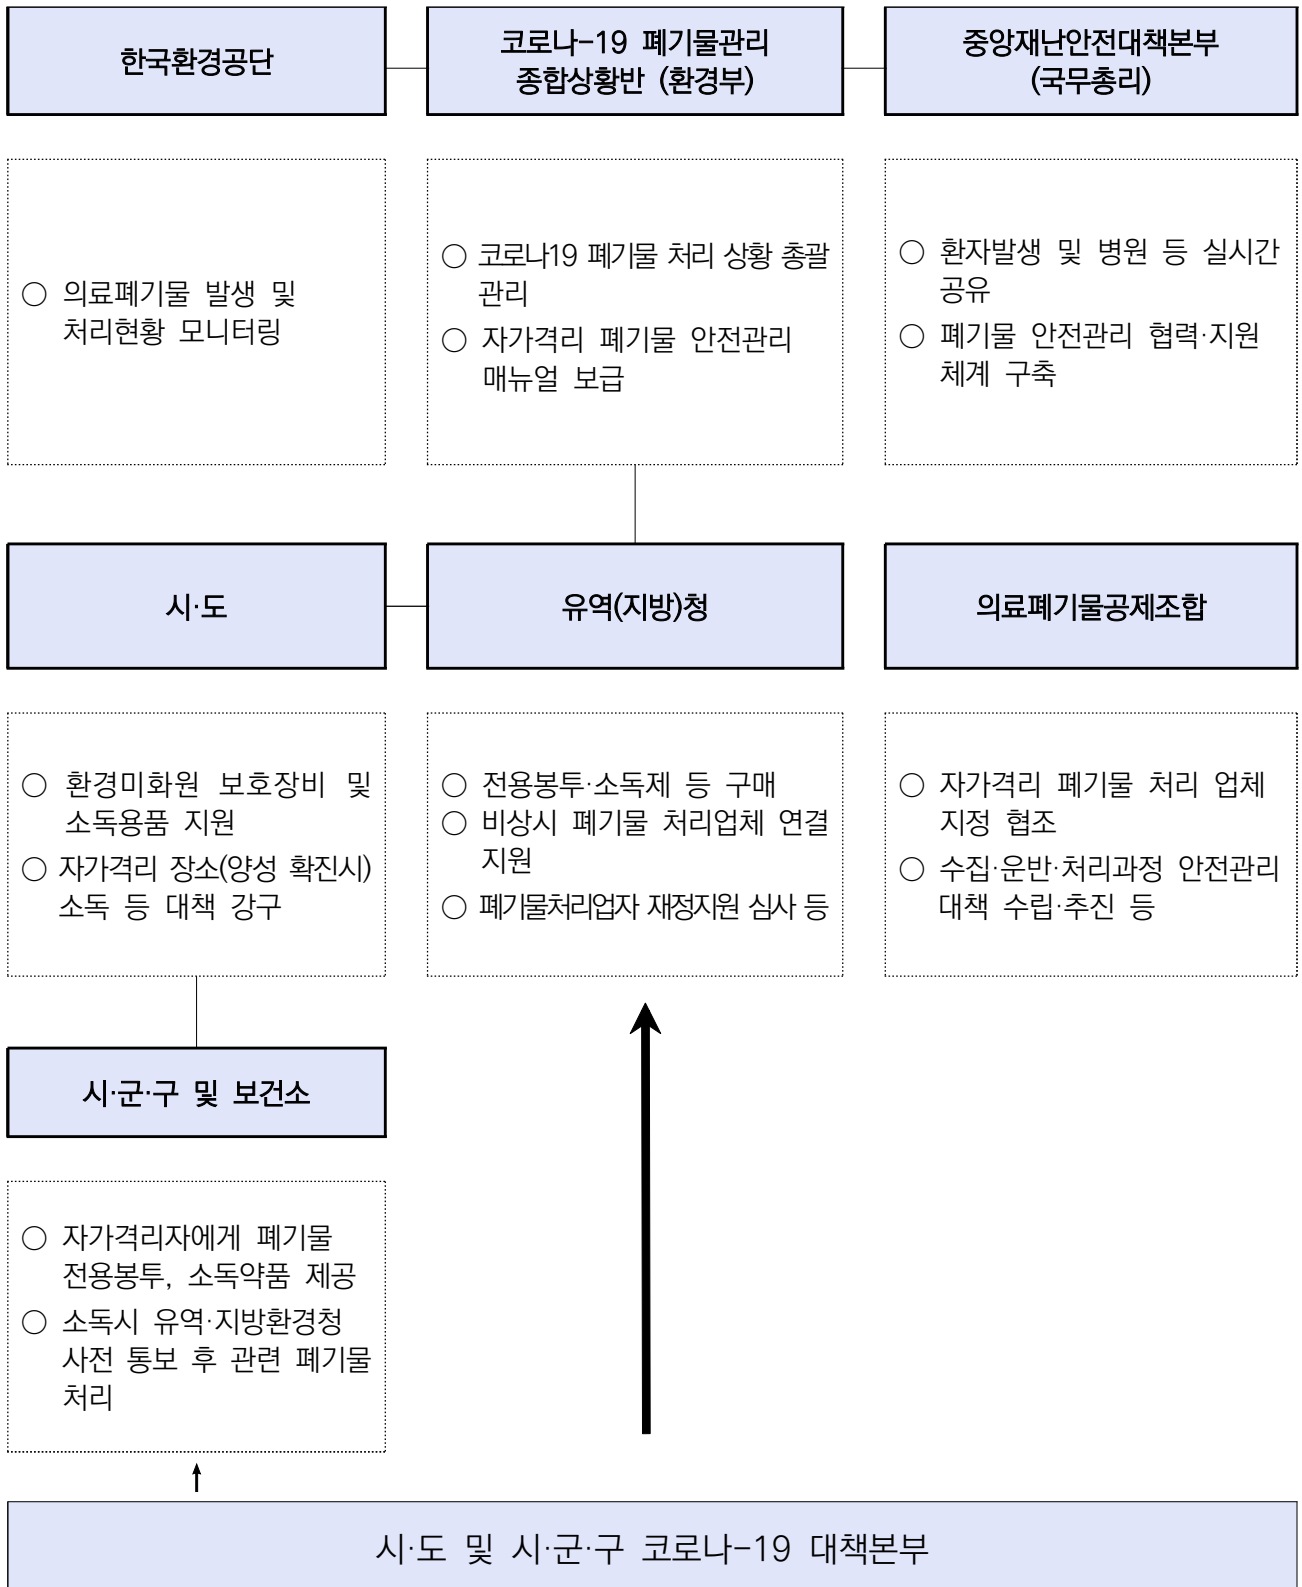 한국환경공단
코로나-19 폐기물관리
종합상황반 (환경부)
중앙재난안전대책본부
(국무총리)
○ 의료폐기물 발생 및
처리현황 모니터링
○ 코로나19 폐기물 처리 상황 총괄
관리
○ 자가격리 폐기물 안전관리
매뉴얼 보급
○ 환자발생 및 병원 등 실시간
공유
○ 폐기물 안전관리 협력·지원
체계 구축
시·도
유역(지방)청
의료폐기물공제조합
○ 환경미화원 보호장비 및
소독용품 지원
○ 자가격리 장소(양성 확진시)
소독 등 대책 강구
○ 전용봉투·소독제 등 구매
○ 비상시 폐기물 처리업체 연결
지원
○ 폐기물처리업자 재정지원 심사 등
○ 자가격리 폐기물 처리 업체
지정 협조
○ 수집·운반·처리과정 안전관리
대책 수립·추진 등
시·군·구 및 보건소
○ 자가격리자에게 폐기물
전용봉투, 소독약품 제공
○ 소독시 유역·지방환경청
사전 통보 후 관련 폐기물
처리
시·도 및 시·군·구 코로나-19 대책본부